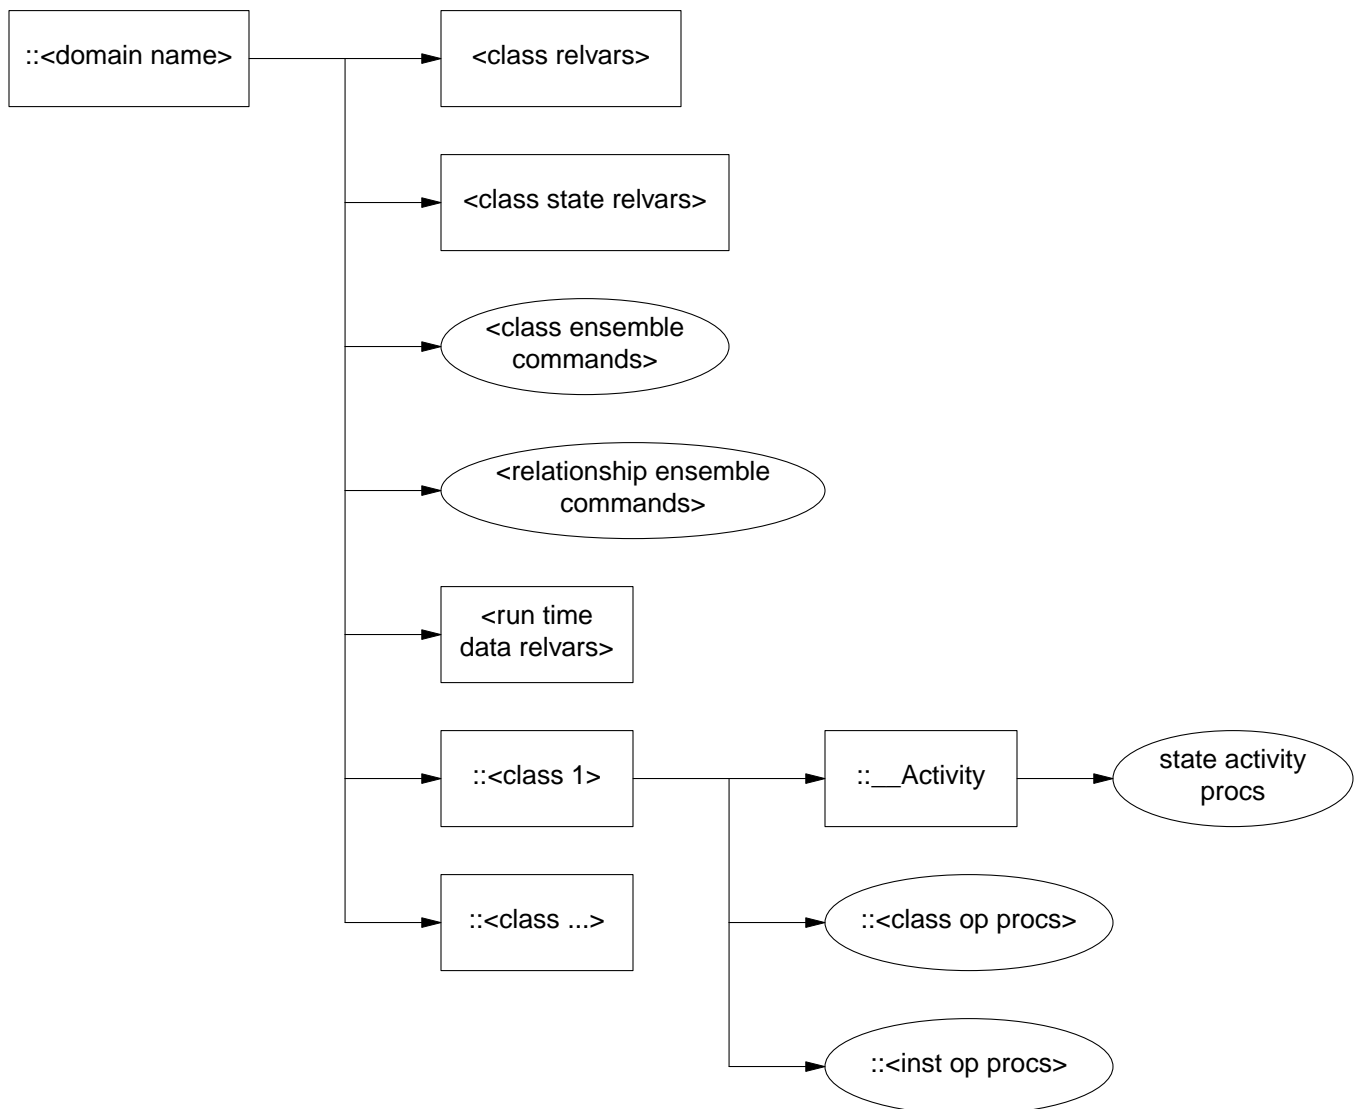 ::<domain name>
<class relvars>
<class state relvars>
<class ensemble
commands>
<relationship ensemble
commands>
<run time
data relvars>
::<class 1>
::__Activity
state activity
procs
::<class ...>
::<class op procs>
::<inst op procs>